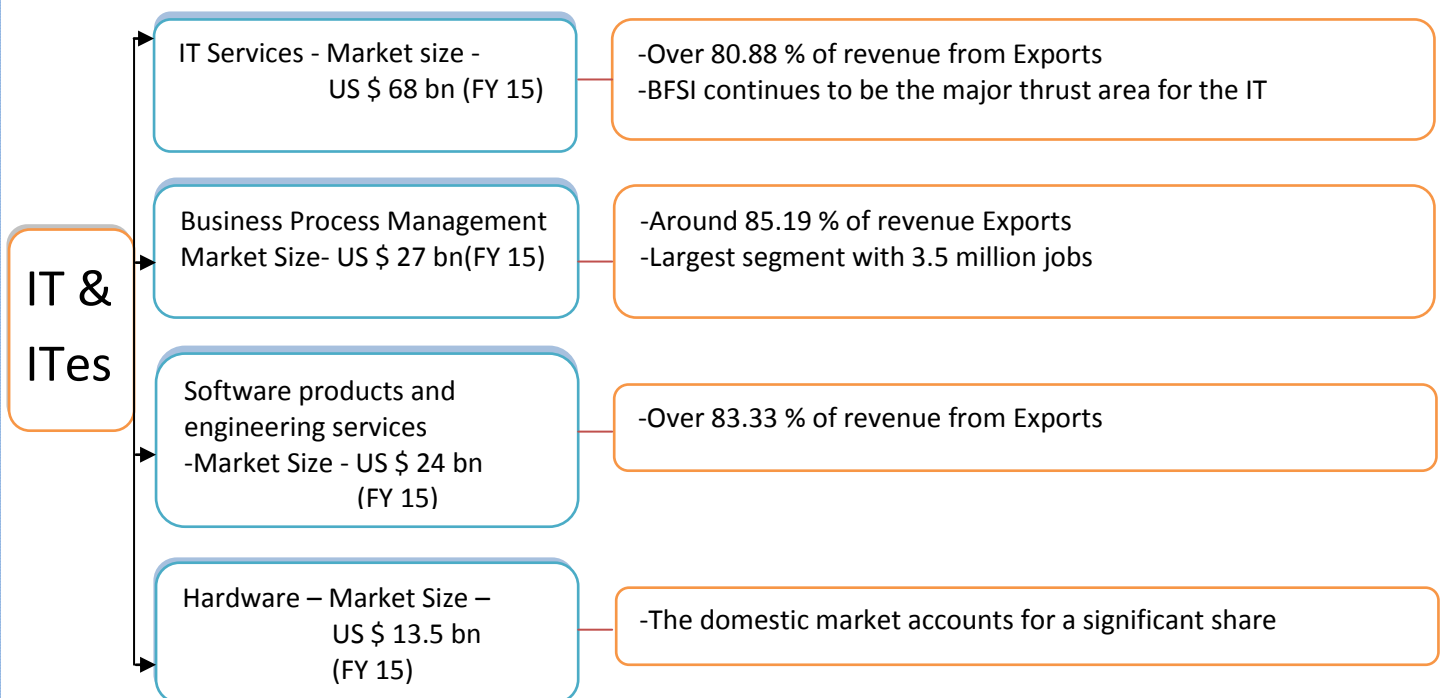 IT &
ITes
IT Services - Market size -
US $ 68 bn (FY 15)
-Over 80.88 % of revenue from Exports
-BFSI continues to be the major thrust area for the IT
Business Process Management
Market Size- US $ 27 bn(FY 15)
-Around 85.19 % of revenue Exports
-Largest segment with 3.5 million jobs
Software products and
engineering services
-Market Size - US $ 24 bn
(FY 15)
-Over 83.33 % of revenue from Exports
Hardware – Market Size –
US $ 13.5 bn
(FY 15)
-The domestic market accounts for a significant share